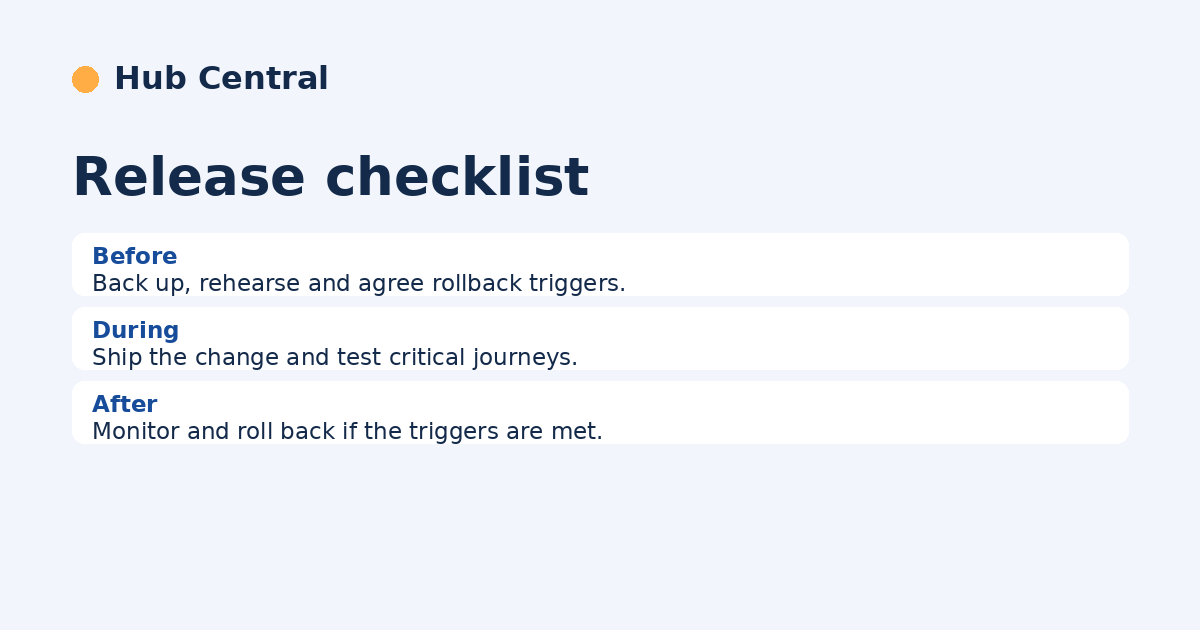 Hub Central
Release checklist
Before
Back up, rehearse and agree rollback triggers.
During
Ship the change and test critical journeys.
After
Monitor and roll back if the triggers are met.